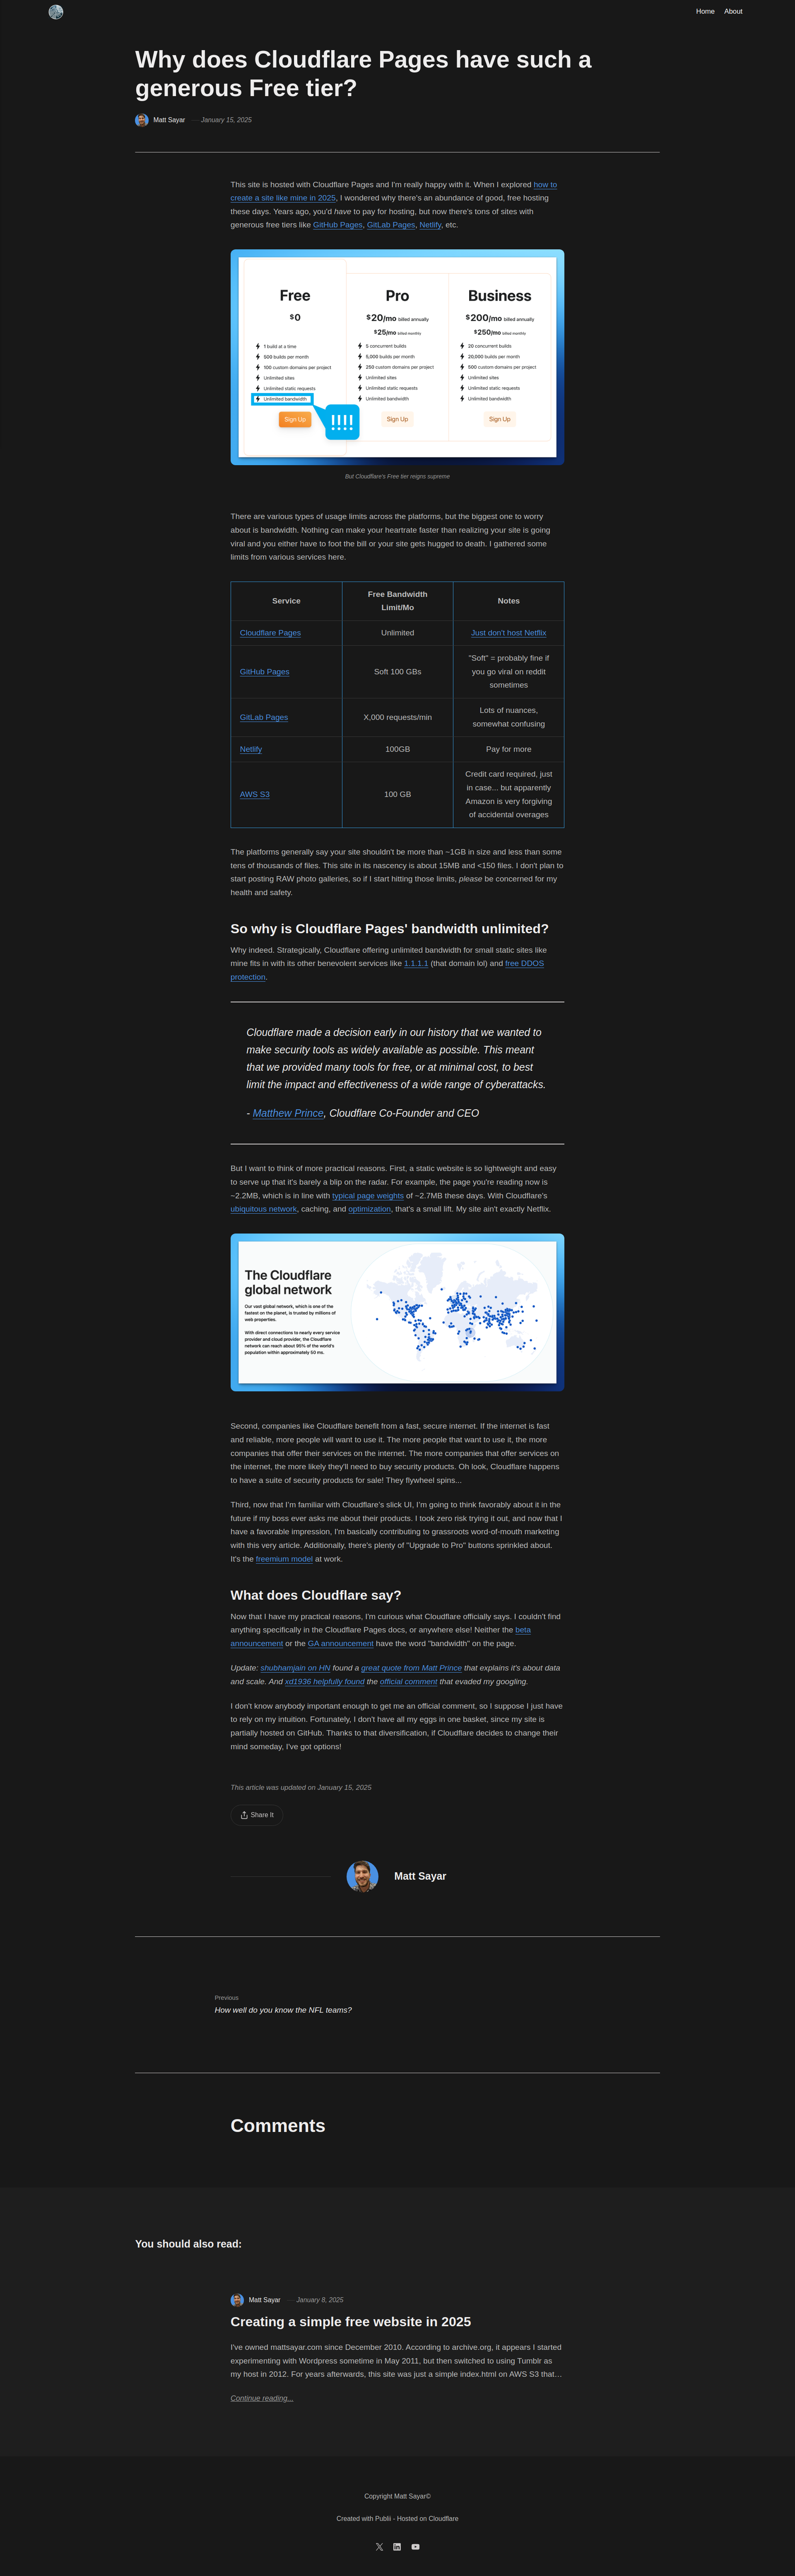 Home About
Why does Cloudflare Pages have such a
generous Free tier?
Matt Sayar January 15, 2025
This site is hosted with Cloudflare Pages and I'm really happy with it. When I explored how to
create a site like mine in 2025, I wondered why there's an abundance of good, free hosting
these days. Years ago, you'd have to pay for hosting, but now there's tons of sites with
generous free tiers like GitHub Pages, GitLab Pages, Netlify, etc.
Free Pro Business
$0 $20/mo billed annually $200/mo billed annually
$25/mo billed monthly $250/mo billed monthly
1 build at a time 5 concurrent builds 20 concurrent builds
500 builds per month 5,000 builds per month 20,000 builds per month
100 custom domains per project 250 custom domains per project 500 custom domains per project
Unlimited sites Unlimited sites Unlimited sites
Unlimited static requests Unlimited static requests Unlimited static requests
Unlimited bandwidth Unlimited bandwidth Unlimited bandwidth
Sign Up !!!! Sign Up Sign Up
But Cloudflare's Free tier reigns supreme
There are various types of usage limits across the platforms, but the biggest one to worry
about is bandwidth. Nothing can make your heartrate faster than realizing your site is going
viral and you either have to foot the bill or your site gets hugged to death. I gathered some
limits from various services here.
Service Free Bandwidth Limit/Mo Notes
Cloudflare Pages Unlimited Just don't host Netflix
GitHub Pages Soft 100 GBs "Soft" = probably fine if
you go viral on reddit
sometimes
GitLab Pages X,000 requests/min Lots of nuances,
somewhat confusing
Netlify 100GB Pay for more
AWS S3 100 GB Credit card required, just
in case... but apparently
Amazon is very forgiving
of accidental overages
The platforms generally say your site shouldn't be more than ~1GB in size and less than some
tens of thousands of files. This site in its nascency is about 15MB and <150 files. I don't plan to
start posting RAW photo galleries, so if I start hitting those limits, please be concerned for my
health and safety.
So why is Cloudflare Pages' bandwidth unlimited?
Why indeed. Strategically, Cloudflare offering unlimited bandwidth for small static sites like
mine fits in with its other benevolent services like 1.1.1.1 (that domain lol) and free DDOS
protection.
Cloudflare made a decision early in our history that we wanted to
make security tools as widely available as possible. This meant
that we provided many tools for free, or at minimal cost, to best
limit the impact and effectiveness of a wide range of cyberattacks.
- Matthew Prince, Cloudflare Co-Founder and CEO
But I want to think of more practical reasons. First, a static website is so lightweight and easy
to serve up that it's barely a blip on the radar. For example, the page you're reading now is
~2.2MB, which is in line with typical page weights of ~2.7MB these days. With Cloudflare's
ubiquitous network, caching, and optimization, that's a small lift. My site ain't exactly Netflix.
The Cloudflare
global network
Our vast global network, which is one of the
fastest on the planet, is trusted by millions of
web properties.
With direct connections to nearly every service
provider and cloud provider, the Cloudflare
network can reach about 95% of the world's
population within approximately 50 ms.
Second, companies like Cloudflare benefit from a fast, secure internet. If the internet is fast
and reliable, more people will want to use it. The more people that want to use it, the more
companies that offer their services on the internet. The more companies that offer services on
the internet, the more likely they'll need to buy security products. Oh look, Cloudflare happens
to have a suite of security products for sale! They flywheel spins...
Third, now that I'm familiar with Cloudflare's slick UI, I'm going to think favorably about it in the
future if my boss ever asks me about their products. I took zero risk trying it out, and now that I
have a favorable impression, I'm basically contributing to grassroots word-of-mouth marketing
with this very article. Additionally, there's plenty of "Upgrade to Pro" buttons sprinkled about.
It's the freemium model at work.
What does Cloudflare say?
Now that I have my practical reasons, I'm curious what Cloudflare officially says. I couldn't find
anything specifically in the Cloudflare Pages docs, or anywhere else! Neither the beta
announcement or the GA announcement have the word "bandwidth" on the page.
Update: shubhamjain on HN found a great quote from Matt Prince that explains it's about data
and scale. And xd1936 helpfully found the official comment that evaded my googling.
I don't know anybody important enough to get me an official comment, so I suppose I just have
to rely on my intuition. Fortunately, I don't have all my eggs in one basket, since my site is
partially hosted on GitHub. Thanks to that diversification, if Cloudflare decides to change their
mind someday, I've got options!
This article was updated on January 15, 2025
Share It
Matt Sayar
Previous
How well do you know the NFL teams?
Comments
You should also read:
Matt Sayar January 8, 2025
Creating a simple free website in 2025
I've owned mattsayar.com since December 2010. According to archive.org, it appears I started
experimenting with Wordpress sometime in May 2011, but then switched to using Tumblr as
my host in 2012. For years afterwards, this site was just a simple index.html on AWS S3 that…
Continue reading...
Copyright Matt Sayar©
Created with Publii - Hosted on Cloudflare